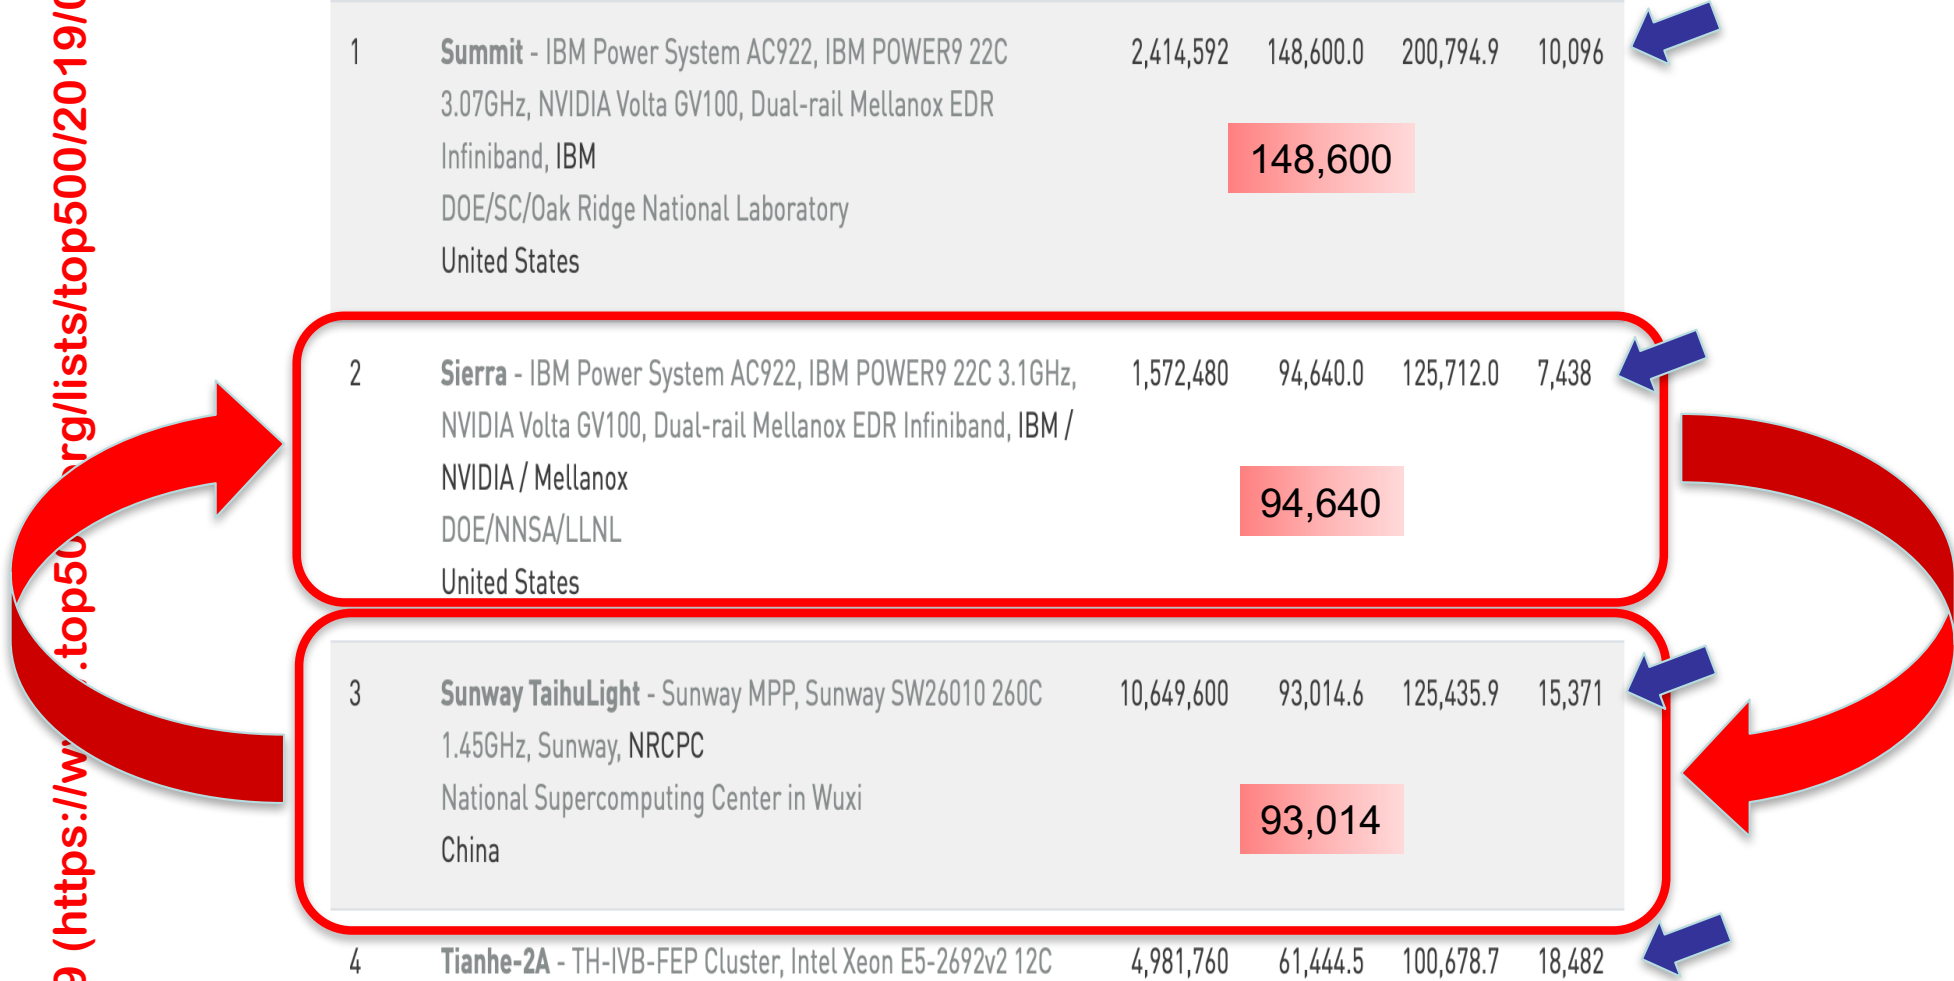 1 Summit - IBM Power System AC922, IBM POWER9 22C 2,414,592 148,600.0 200,794.9 10,096
3.07GHz, NVIDIA Volta GV100, Dual-rail Mellanox EDR
Infiniband, IBM
148,600
DOE/SC/Oak Ridge National Laboratory
United States
2 Sierra - IBM Power System AC922, IBM POWER9 22C 3.1GHz, 1,572,480 94,640.0 125,712.0 7,438
NVIDIA Volta GV100, Dual-rail Mellanox EDR Infiniband, IBM /
NVIDIA / Mellanox
94,640
DOE/NNSA/LLNL
United States
3 Sunway TaihuLight - Sunway MPP, Sunway SW26010 260C 10,649,600 93,014.6 125,435.9 15,371
1.45GHz, Sunway, NRCPC
National Supercomputing Center in Wuxi
93,014
China
4 Tianhe-2A - TH-IVB-FEP Cluster, Intel Xeon E5-2692v2 12C 4,981,760 61,444.5 100,678.7 18,482
(https://w .top50 rg/lists/top500/2019/